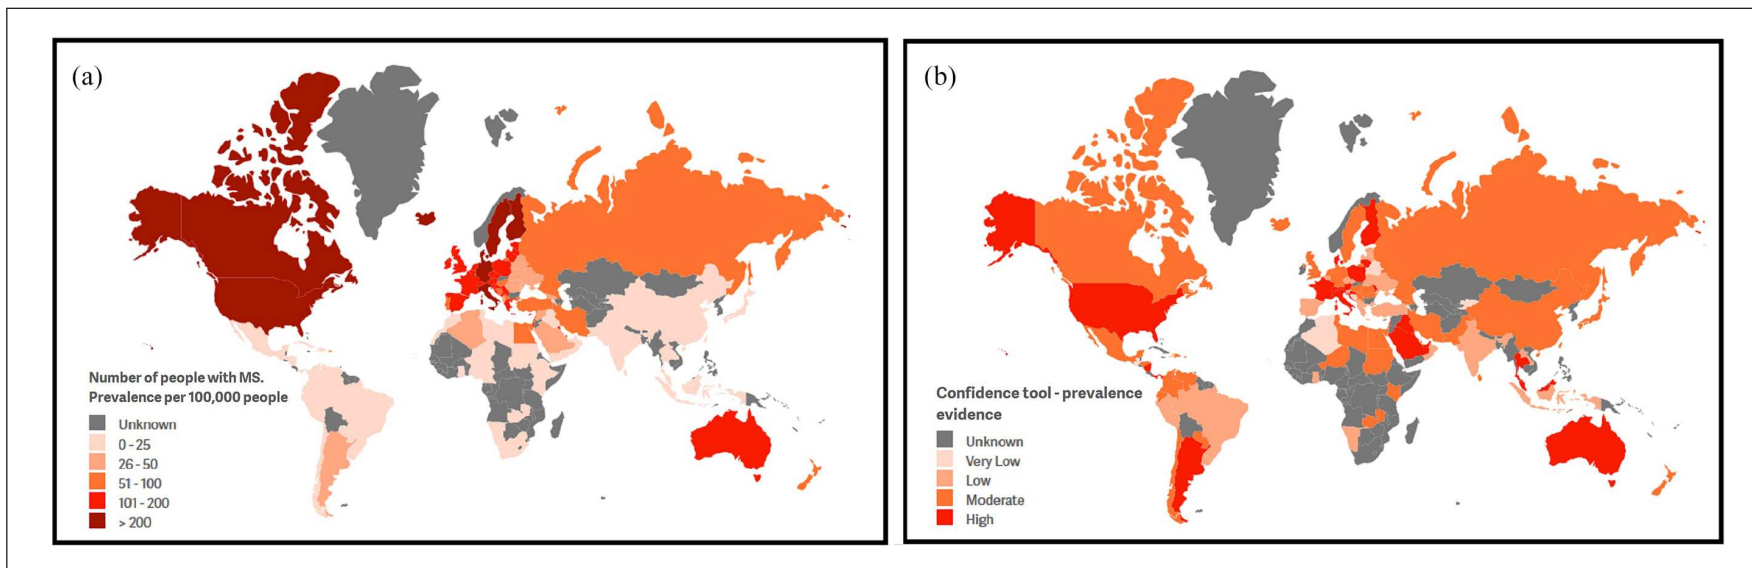 (a)
Number of people with MS.
Prevalence per 100,000 people
Unknown
0 - 25
26 - 50
51 - 100
101 - 200
> 200
(b)
Confidence tool - prevalence
evidence
Unknown
Very Low
Low
Moderate
High